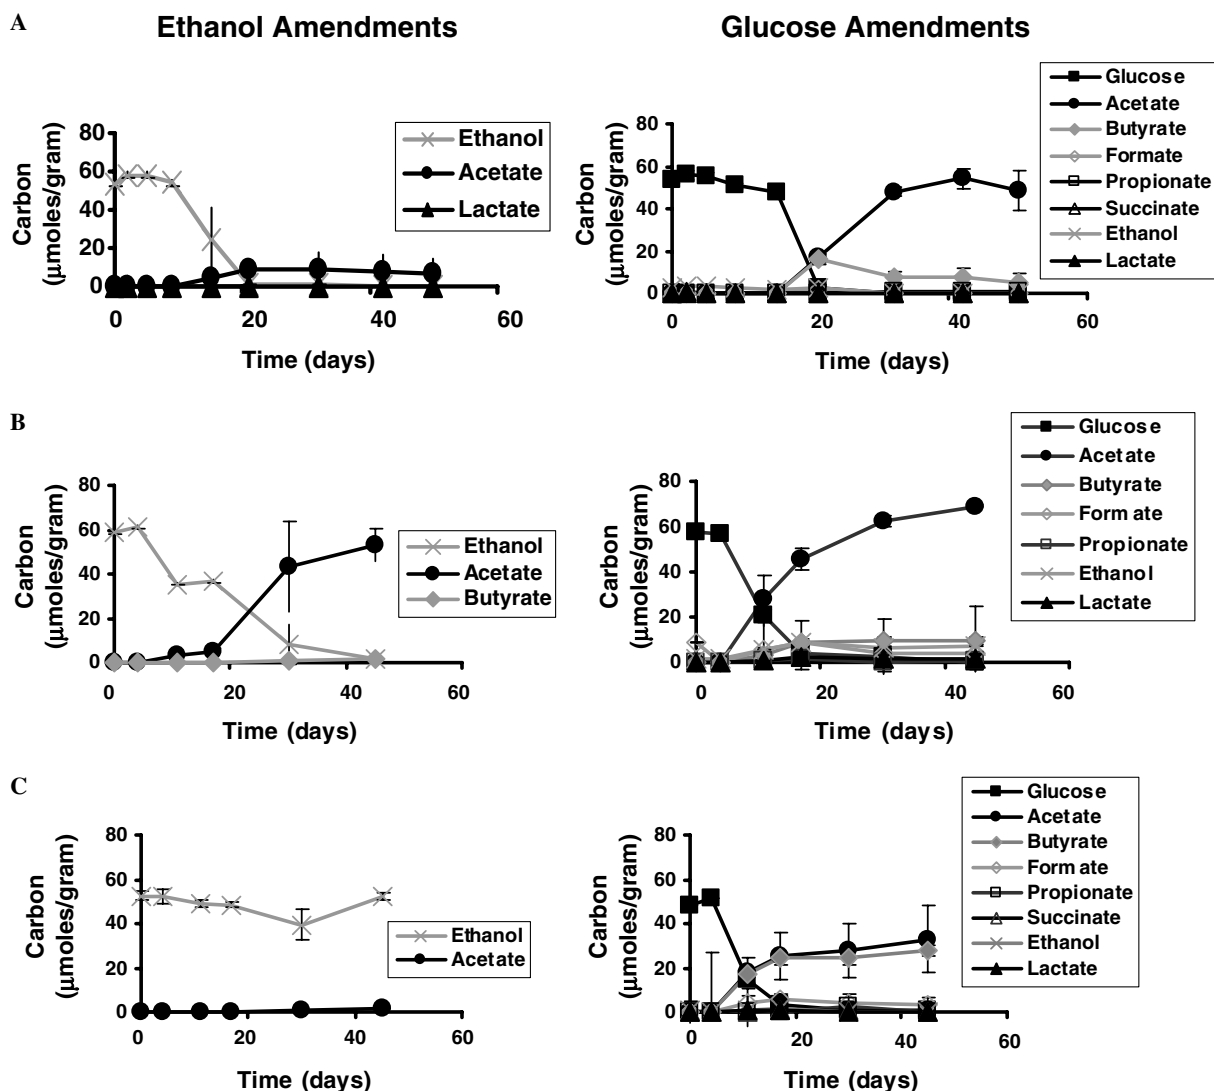 A
Ethanol Amendments
Glucose Amendments
Carbon
(µmoles/gram)
80
60
40
20
0
0
20
40
60
Time (days)
Ethanol
Acetate
Lactate
Carbon
(µmoles/gram)
80
60
40
20
0
0
20
40
60
Time (days)
Glucose
Acetate
Butyrate
Formate
Propionate
Succinate
Ethanol
Lactate
B
Carbon
(µmoles/gram)
80
60
40
20
0
0
20
40
60
Time (days)
Ethanol
Acetate
Butyrate
Carbon
(µmoles/gram)
80
60
40
20
0
0
20
40
60
Time (days)
Glucose
Acetate
Butyrate
Formate
Propionate
Ethanol
Lactate
C
Carbon
(µmoles/gram)
80
60
40
20
0
0
20
40
60
Time (days)
Ethanol
Acetate
Carbon
(µmoles/gram)
80
60
40
20
0
0
20
40
60
Time (days)
Glucose
Acetate
Butyrate
Formate
Propionate
Succinate
Ethanol
Lactate